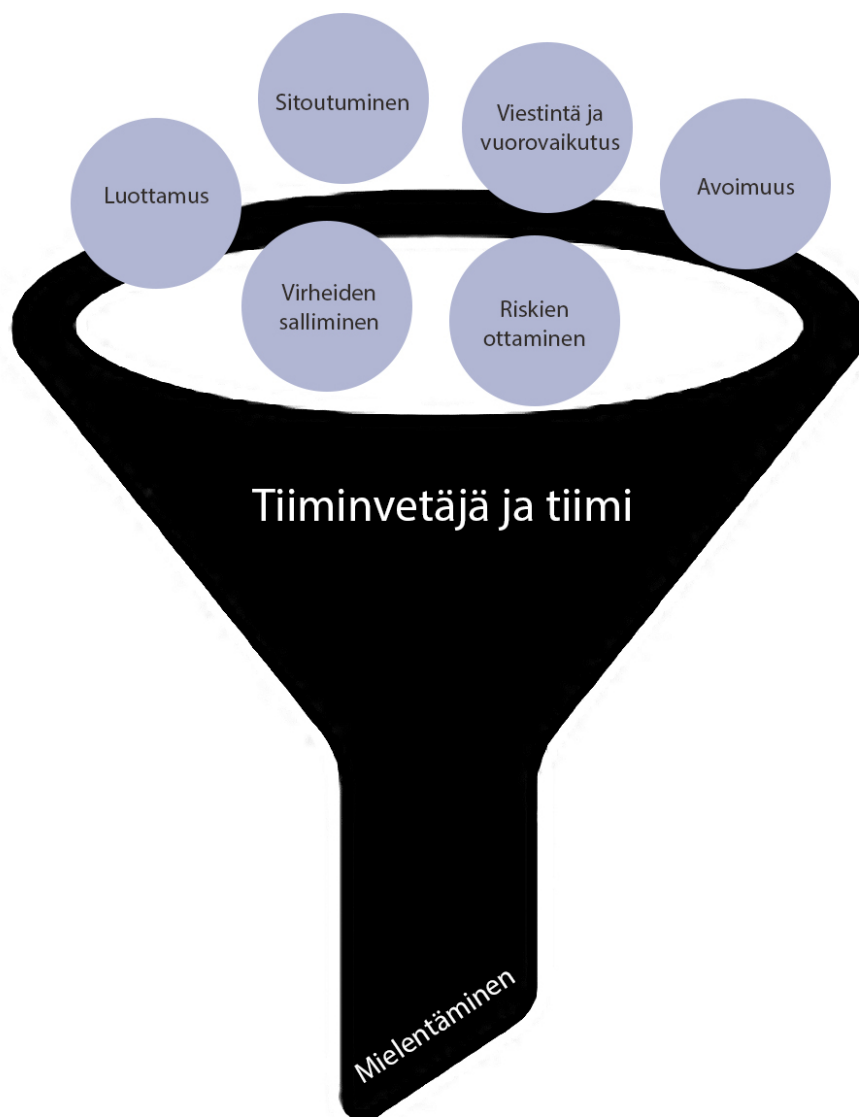 Sitoutuminen
Viestintä ja
vuorovaikutus
Luottamus
Avoimuus
Virheiden
salliminen
Riskien
ottaminen
Tiiminvetäjä ja tiimi
Mielentäminen